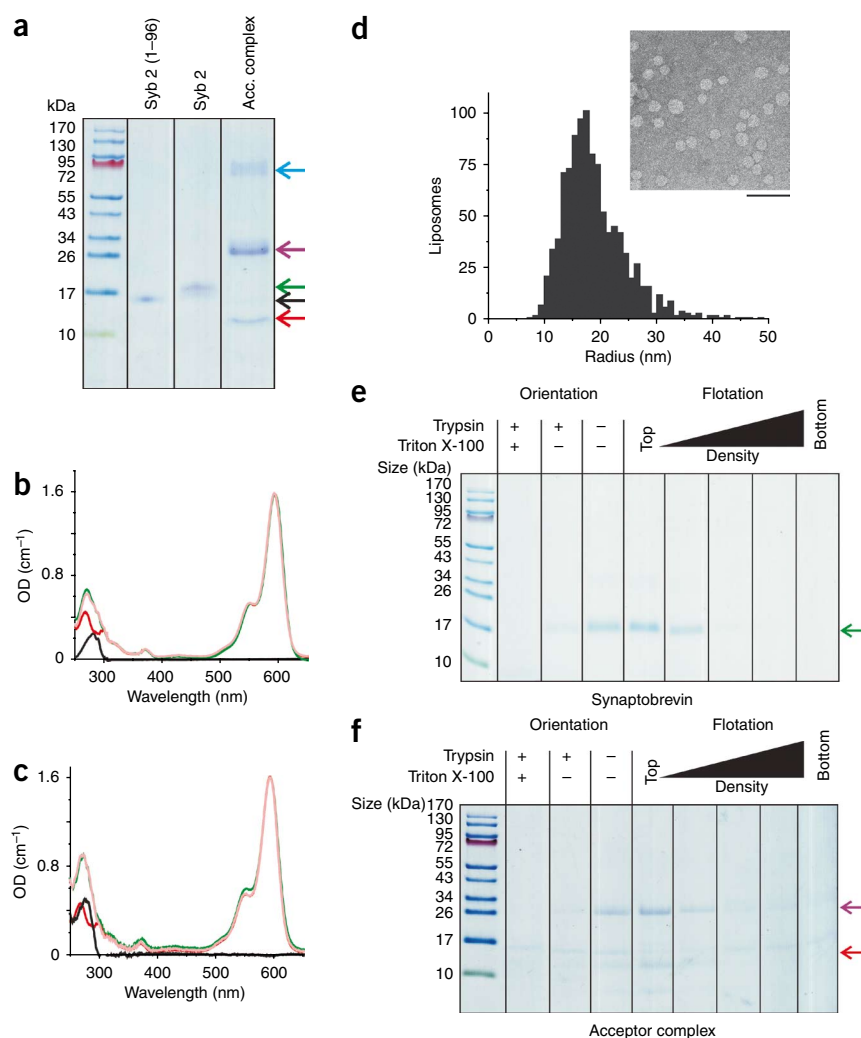 a
Syb 2 (1–96)
Syb 2
Acc. complex
kDa
170
130
95
72
55
43
34
26
17
10
b
OD (cm–1)
1.6
0.8
0
300 400 500 600
Wavelength (nm)
c
OD (cm–1)
1.6
0.8
0
300 400 500 600
Wavelength (nm)
d
Liposomes
100
75
50
25
0
0 10 20 30 40 50
Radius (nm)
e
Orientation Flotation
Trypsin + + –
Triton X-100 + – –
Top
Density
Bottom
Size (kDa)
170
130
95
72
55
43
34
26
17
10
Synaptobrevin
f
Orientation Flotation
Trypsin + + –
Triton X-100 + – –
Top
Density
Bottom
Size (kDa)
170
130
95
72
55
43
34
26
17
10
Acceptor complex